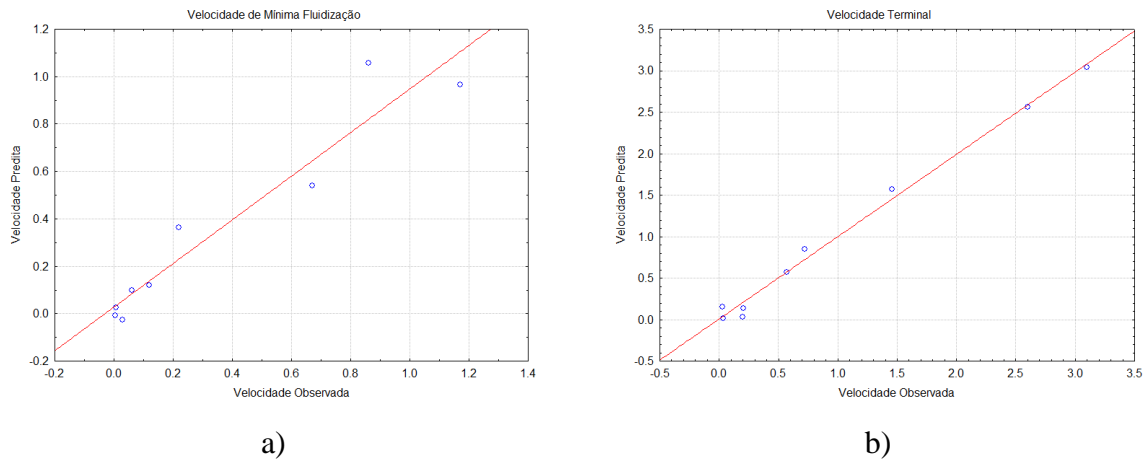 Velocidade de Mínima Fluidização
1.2
1.0
0.8
0.6
0.4
0.2
0.0
-0.2
Velocidade Predita
-0.2 0.0 0.2 0.4 0.6 0.8 1.0 1.2 1.4
Velocidade Observada
a)
Velocidade Terminal
3.5
3.0
2.5
2.0
1.5
1.0
0.5
0.0
-0.5
Velocidade Predita
-0.5 0.0 0.5 1.0 1.5 2.0 2.5 3.0 3.5
Velocidade Observada
b)